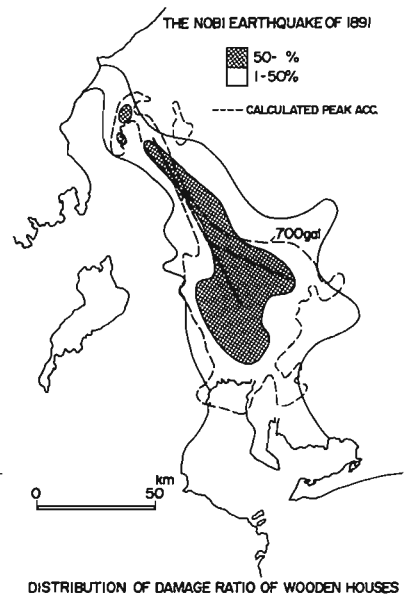 THE NOBI EARTHQUAKE OF 1891
50- %
1-50%
CALCULATED PEAK ACC.
700gal
km
0 50
DISTRIBUTION OF DAMAGE RATIO OF WOODEN HOUSES